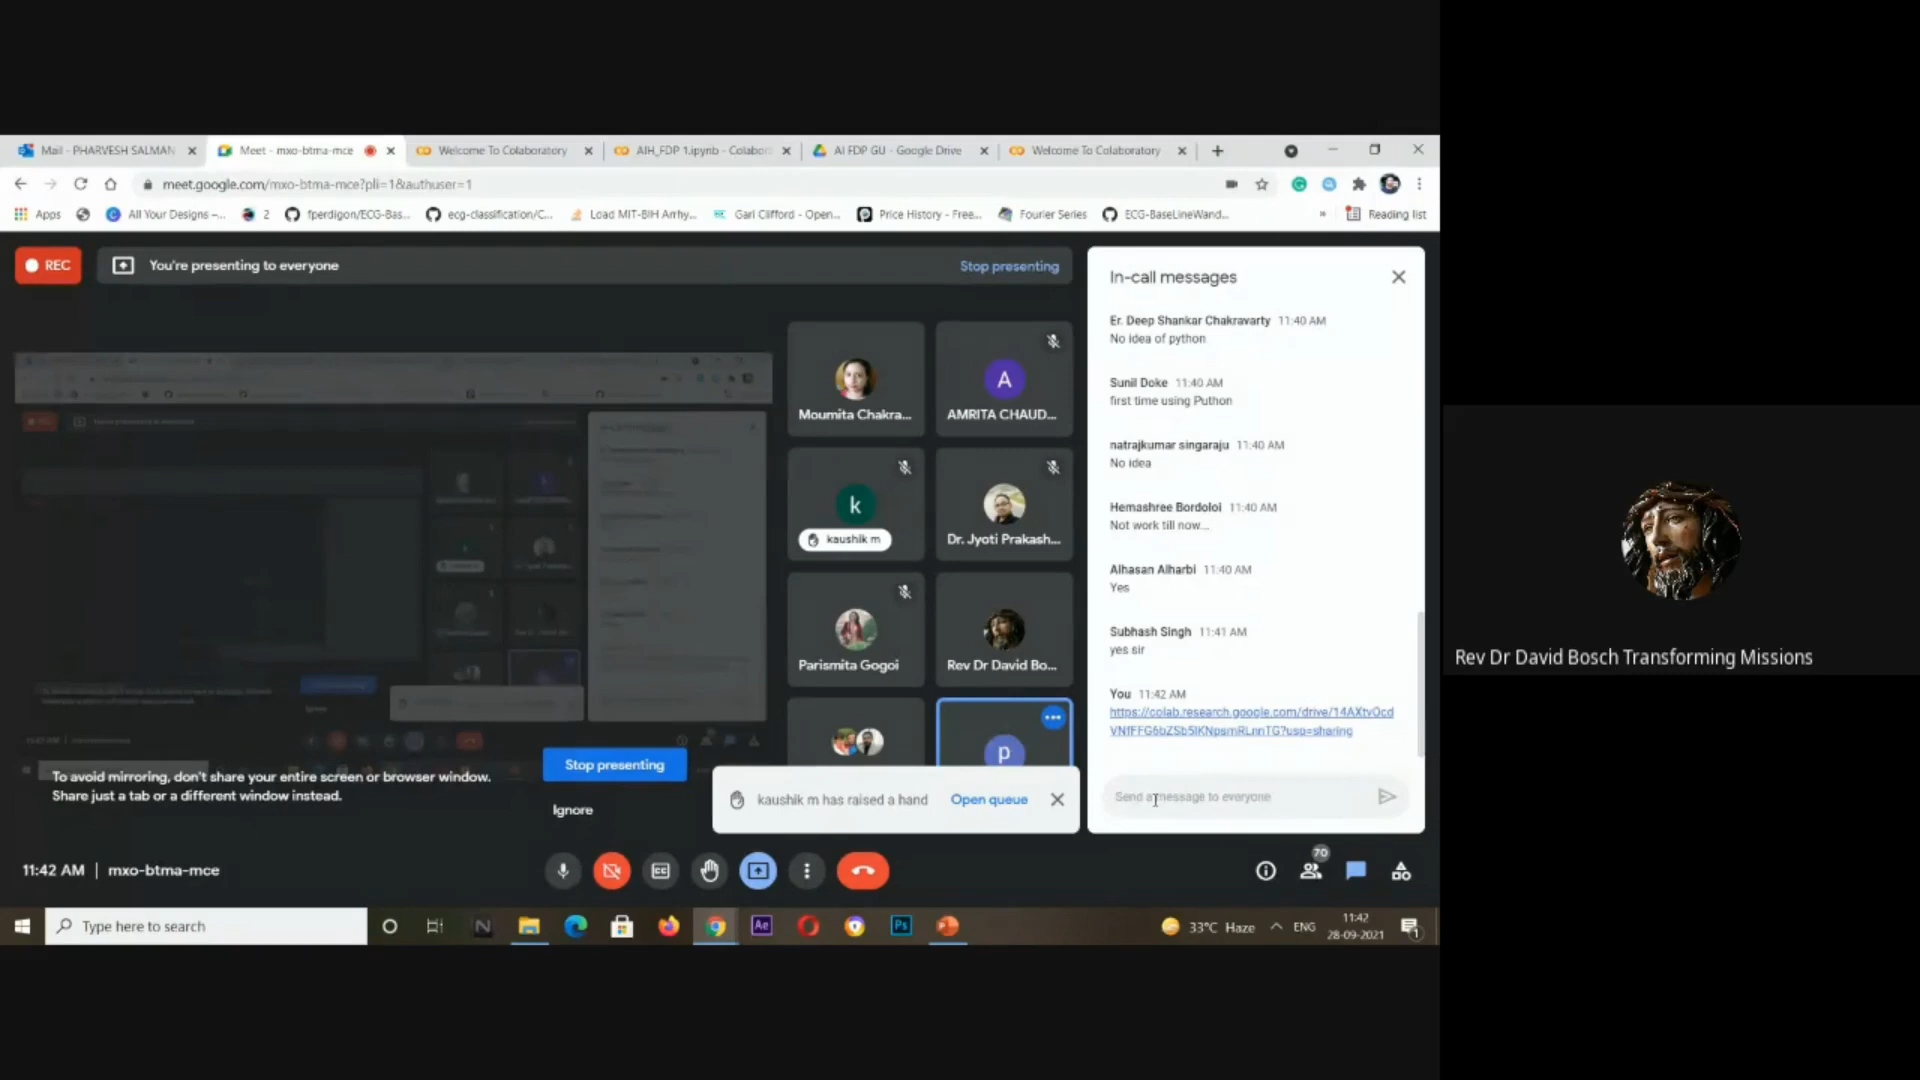 Mail - PHARVESH SALMAN
Meet - mxo-btma-mce
Welcome To Colaboratory
AIH_FDP 1.ipynb - Colabor
AI FDP GU - Google Drive
Welcome To Colaboratory
meet.google.com/mxo-btma-mce?pli=1&authuser=1
Apps
All Your Designs –...
2
fperdigon/ECG-Bas...
ecg-classification/C...
Load MIT-BIH Arrhy...
Gari Clifford - Open...
Price History - Free...
Fourier Series
ECG-BaseLineWand...
»
Reading list
REC
You're presenting to everyone
Stop presenting
Moumita Chakra...
A
AMRITA CHAUD...
k
kaushik m
Dr. Jyoti Prakash...
Parismita Gogoi
Rev Dr David Bo...
p
To avoid mirroring, don't share your entire screen or browser window.
Share just a tab or a different window instead.
Stop presenting
Ignore
kaushik m has raised a hand
Open queue
In-call messages
Er. Deep Shankar Chakravarty 11:40 AM
No idea of python
Sunil Doke 11:40 AM
first time using Puthon
natrajkumar singaraju 11:40 AM
No idea
Hemashree Bordoloi 11:40 AM
Not work till now...
Alhasan Alharbi 11:40 AM
Yes
Subhash Singh 11:41 AM
yes sir
You 11:42 AM
https://colab.research.google.com/drive/14AXtvOcd
VNfFFG6bZSb5IKNpsmRLnnTG?usp=sharing
Send a message to everyone
11:42 AM | mxo-btma-mce
70
Type here to search
Ae
Ps
33°C Haze
ENG
11:42
28-09-2021
1
Rev Dr David Bosch Transforming Missions